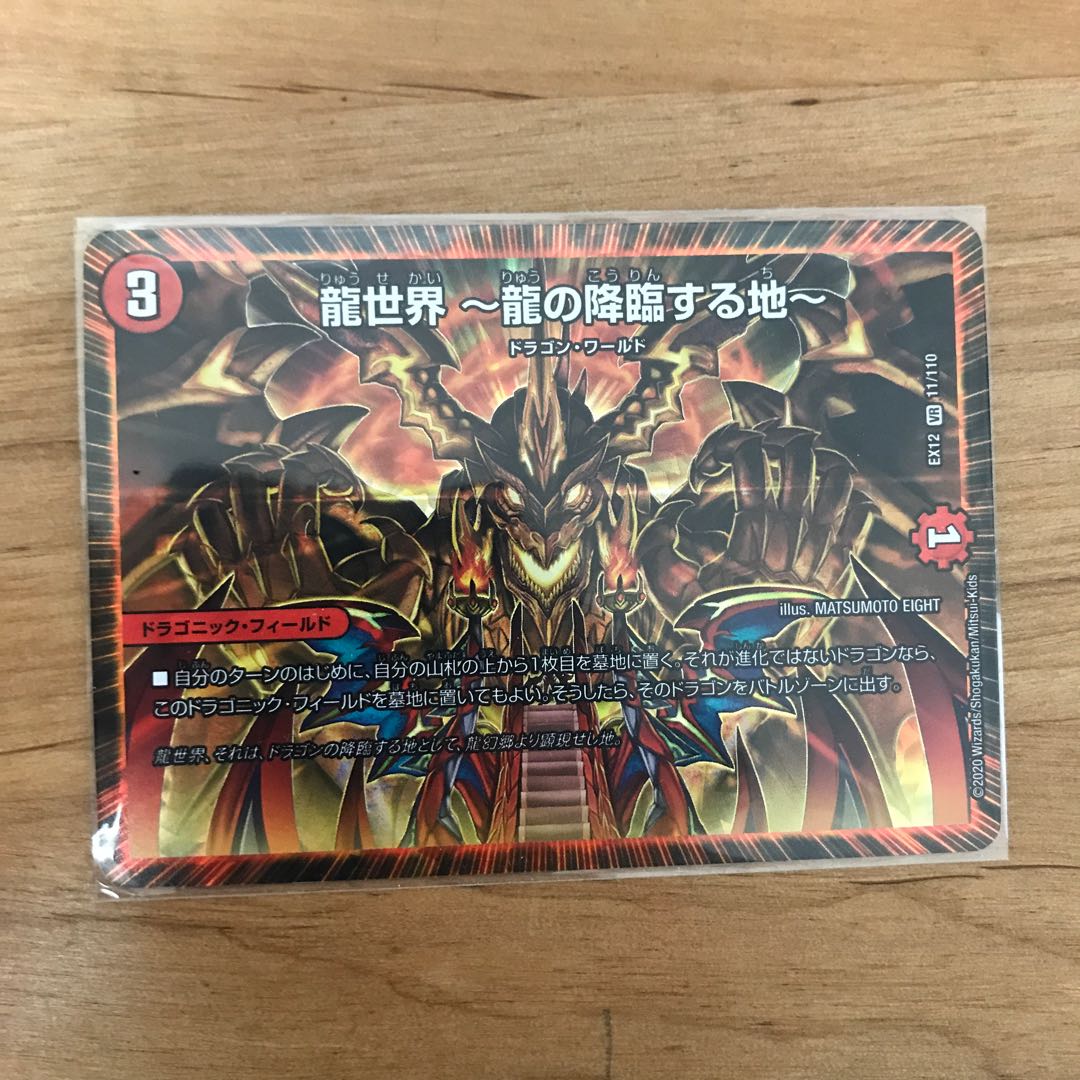 3
龍世界 ～龍の降臨する地～
りゅう せ かい りゅう こう りん ち
ドラゴン・ワールド
EX12 VR 11/110
1
illus. MATSUMOTO EIGHT
ドラゴニック・フィールド
■自分のターンのはじめに、自分の山札の上から1枚目を墓地に置く。それが進化ではないドラゴンなら、
このドラゴニック・フィールドを墓地に置いてもよい。そうしたら、そのドラゴンをバトルゾーンに出す。
龍世界、それは、ドラゴンの降臨する地として、龍幻郷より顕現せし地。
©2020 Wizards/Shogakukan/Mitsui-Kids